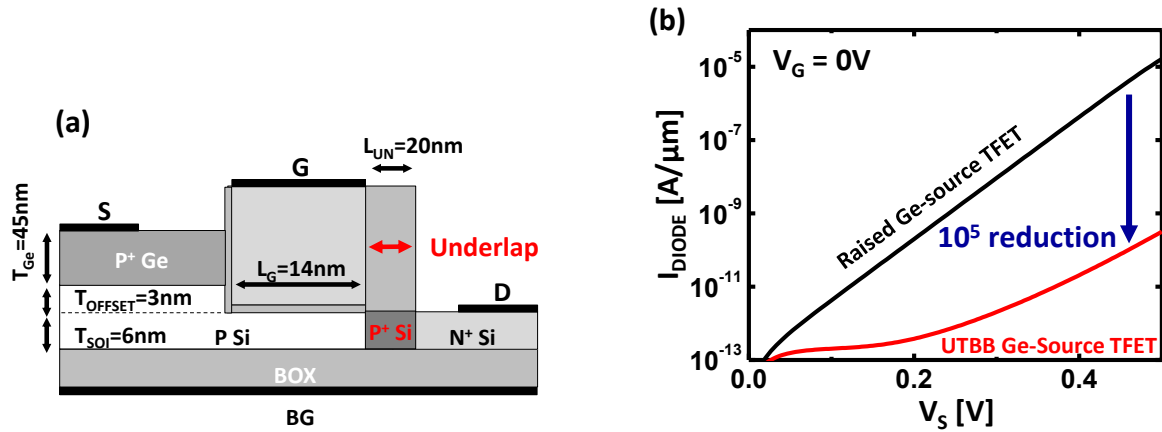 (a)
L_UN=20nm
G
S
T_Ge=45nm
P⁺ Ge
Underlap
L_G=14nm
T_OFFSET=3nm
D
T_SOI=6nm
P Si
P⁺ Si
N⁺ Si
BOX
BG
(b)
V_G = 0V
I_DIODE [A/μm]
10⁻⁵
10⁻⁷
10⁻⁹
10⁻¹¹
10⁻¹³
Raised Ge-source TFET
10⁵ reduction
UTBB Ge-Source TFET
0.0
0.2
0.4
V_S [V]